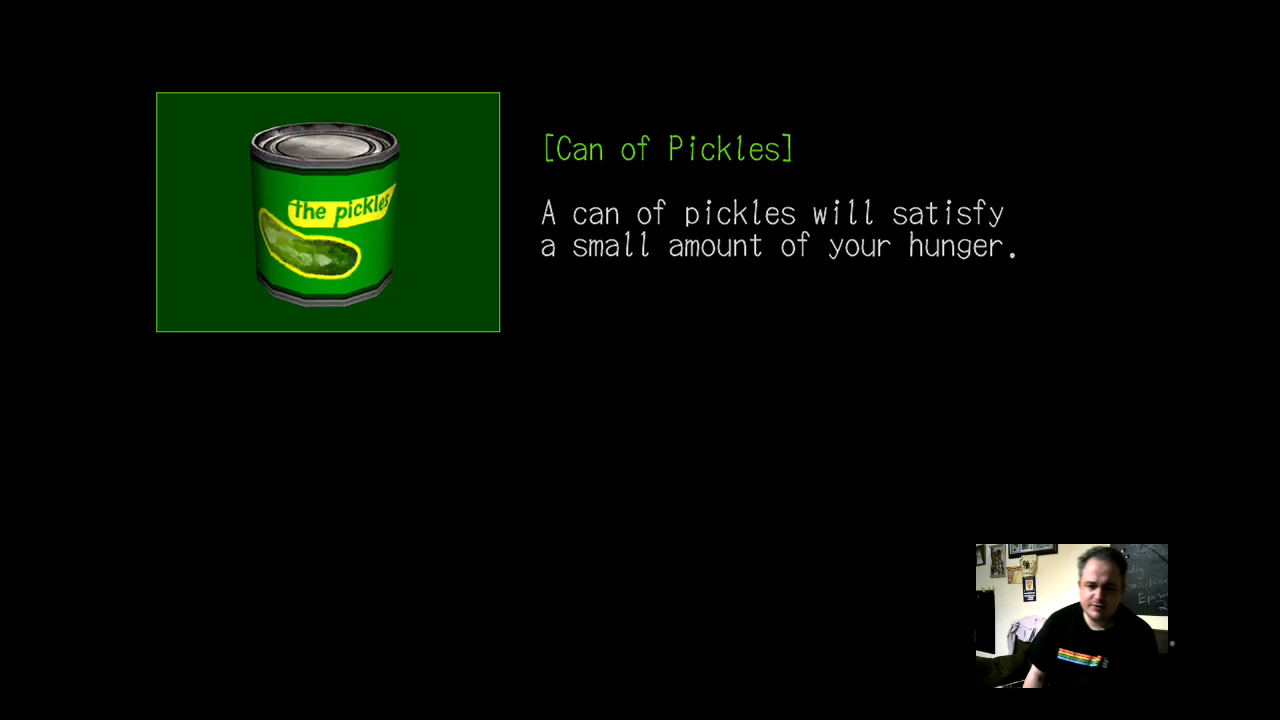 the pickles
[Can of Pickles]
A can of pickles will satisfy
a small amount of your hunger.